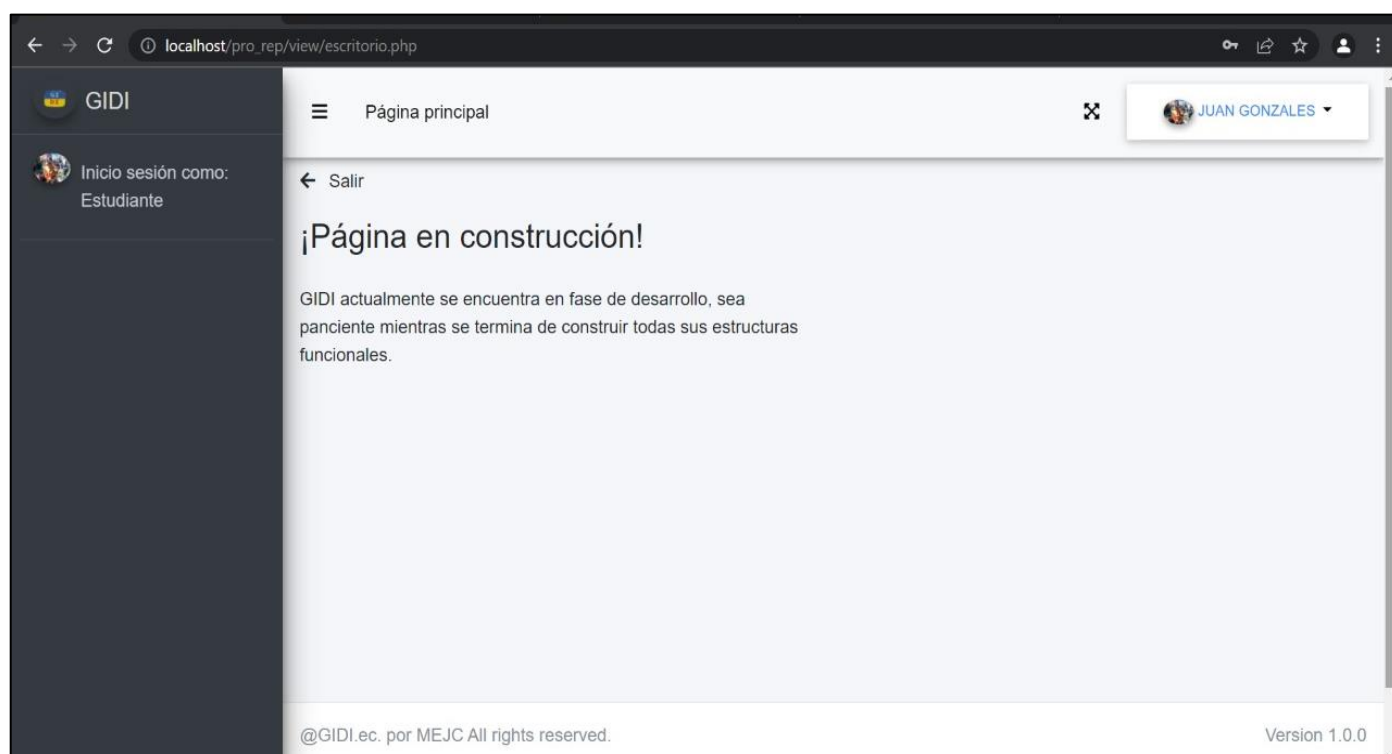 localhost/pro_rep/view/escritorio.php
GIDI
Página principal
JUAN GONZALES
Inicio sesión como:
Estudiante
Salir
¡Página en construcción!
GIDI actualmente se encuentra en fase de desarrollo, sea
panciente mientras se termina de construir todas sus estructuras
funcionales.
@GIDI.ec. por MEJC All rights reserved.
Version 1.0.0